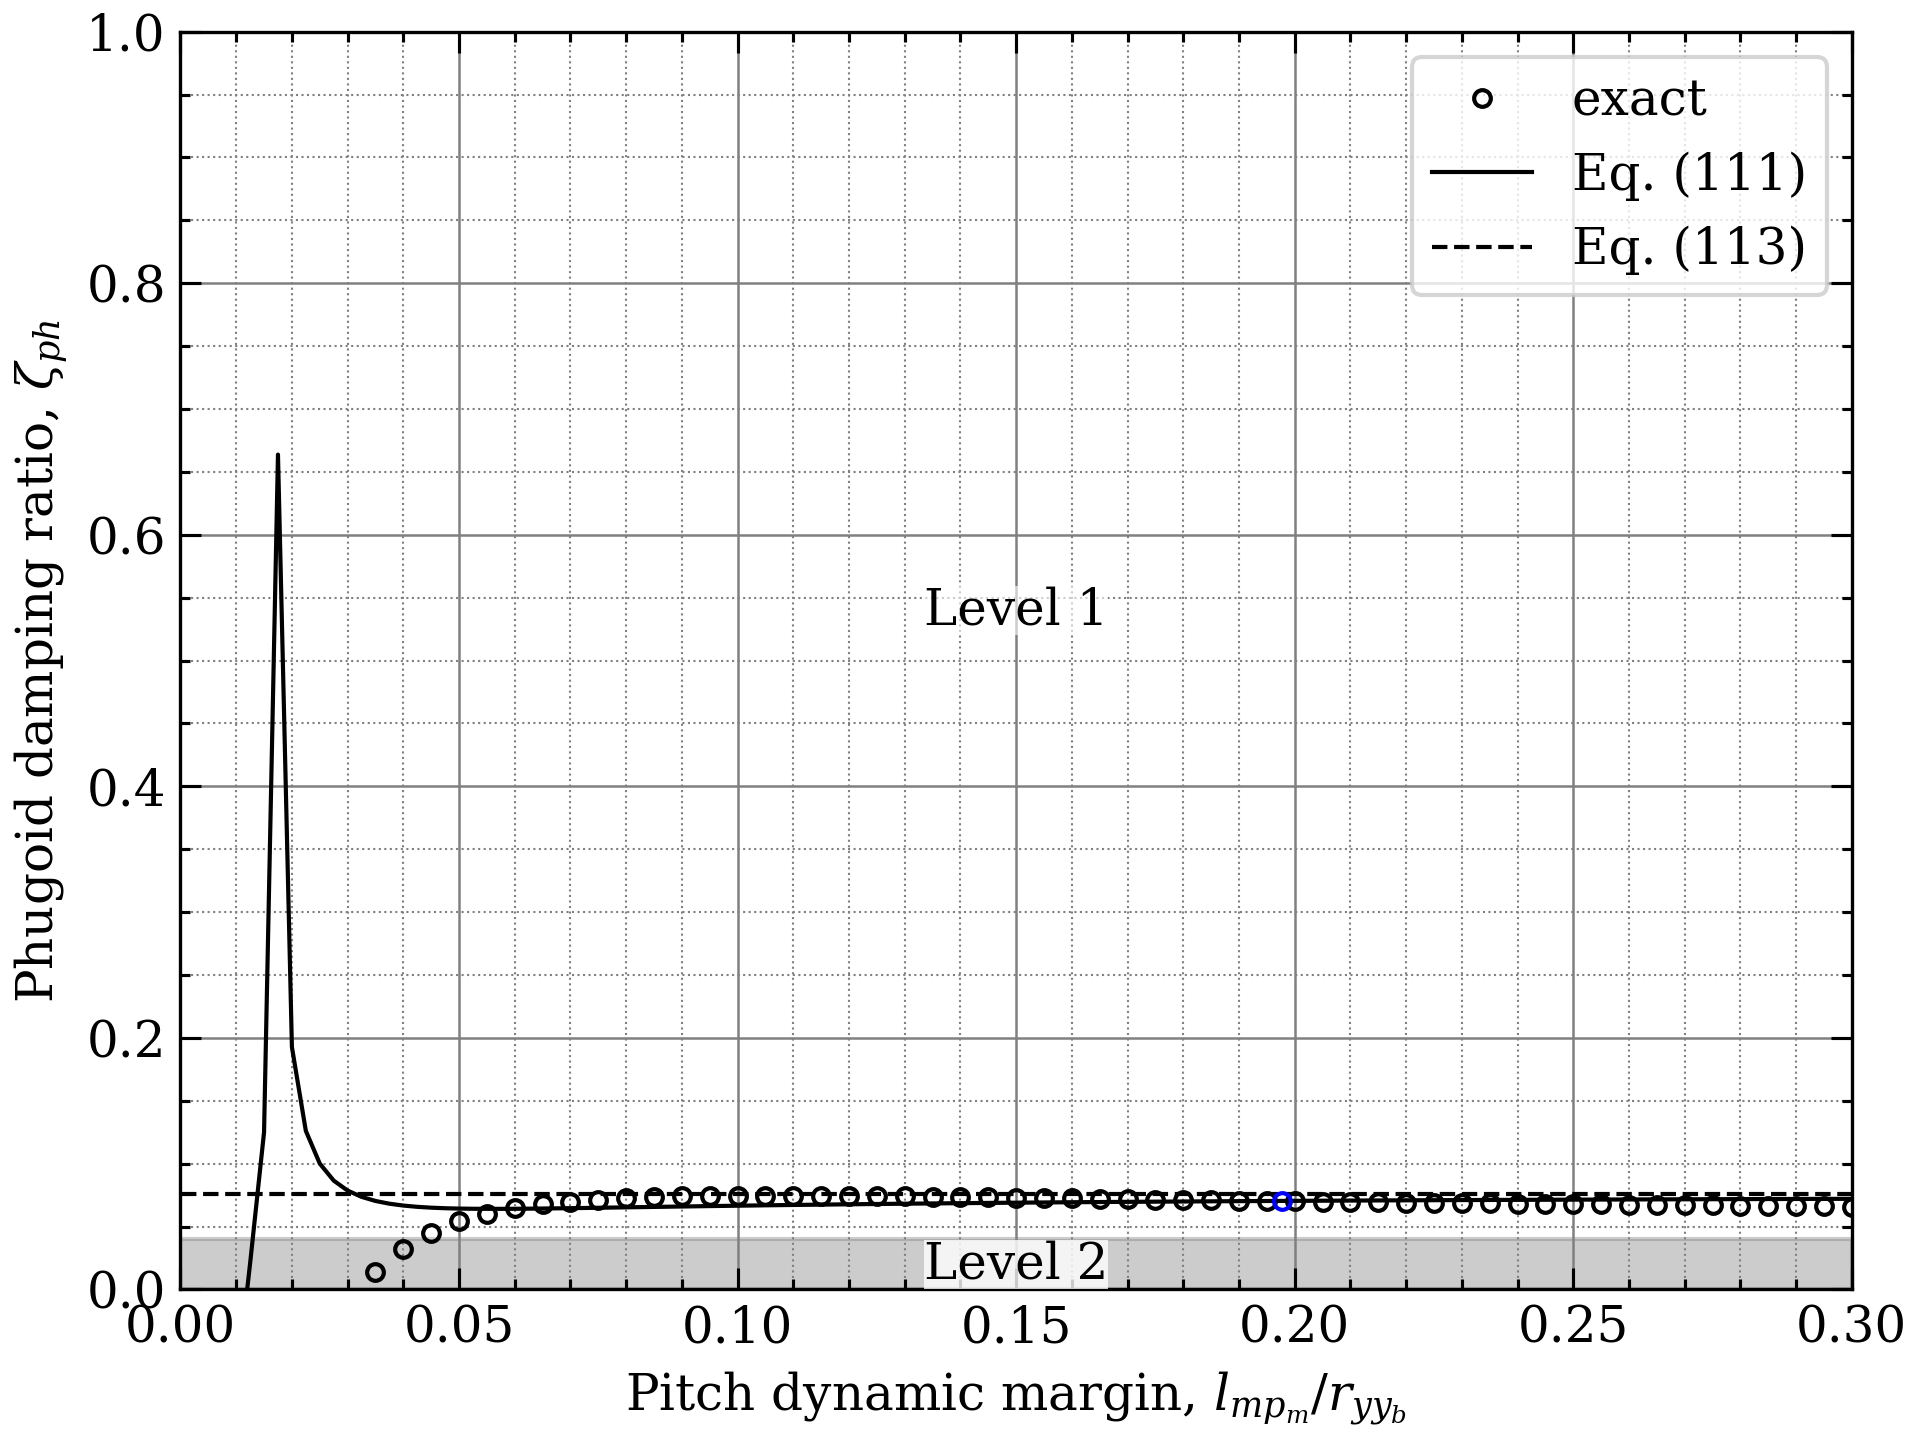 1.0
0.8
0.6
0.4
0.2
0.0
Phugoid damping ratio, ζph
exact
Eq. (111)
Eq. (113)
Level 1
Level 2
0.00 0.05 0.10 0.15 0.20 0.25 0.30
Pitch dynamic margin, lmpm/ryyb